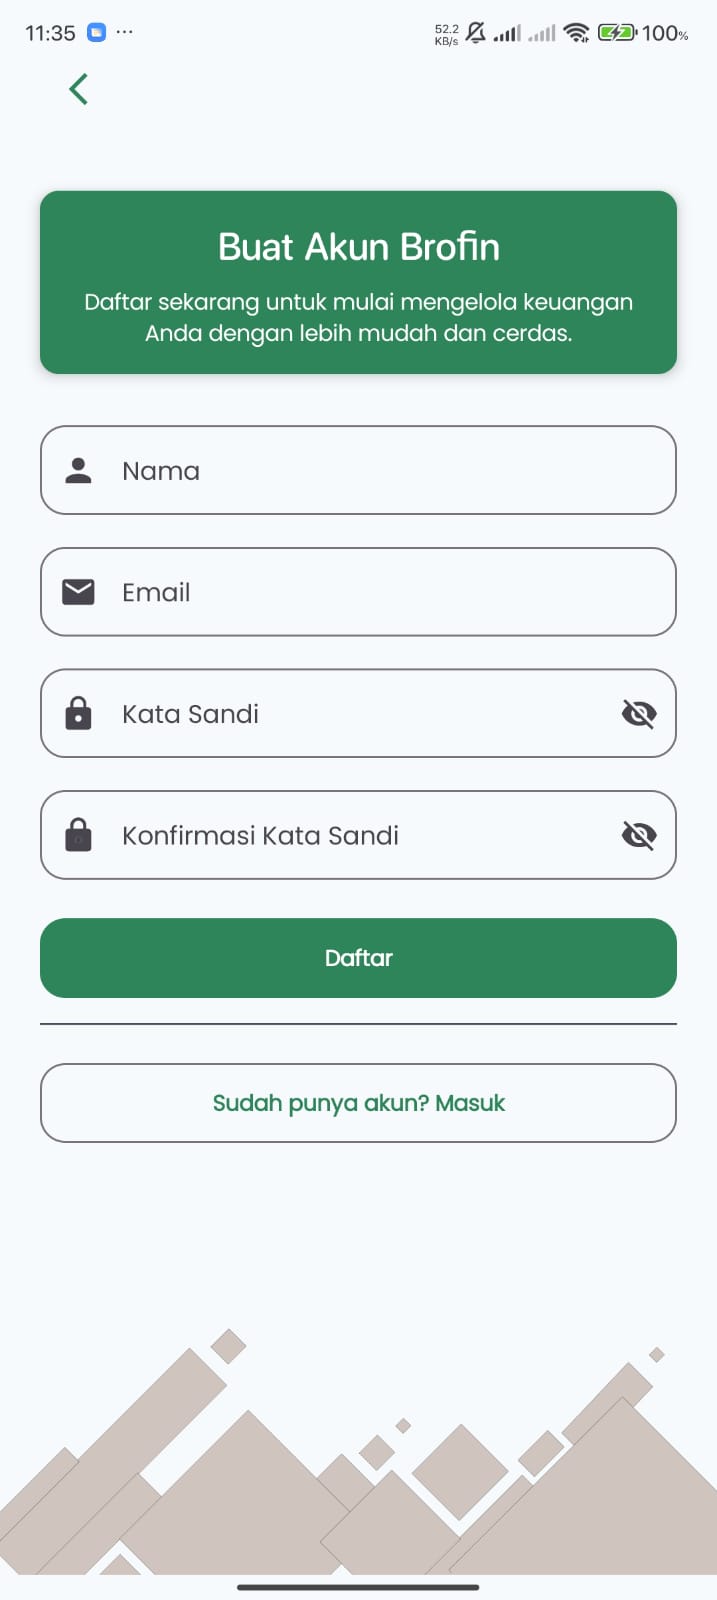 11:35 ... 52.2 KB/s 100%
Buat Akun Brofin
Daftar sekarang untuk mulai mengelola keuangan
Anda dengan lebih mudah dan cerdas.
Nama
Email
Kata Sandi
Konfirmasi Kata Sandi
Daftar
Sudah punya akun? Masuk